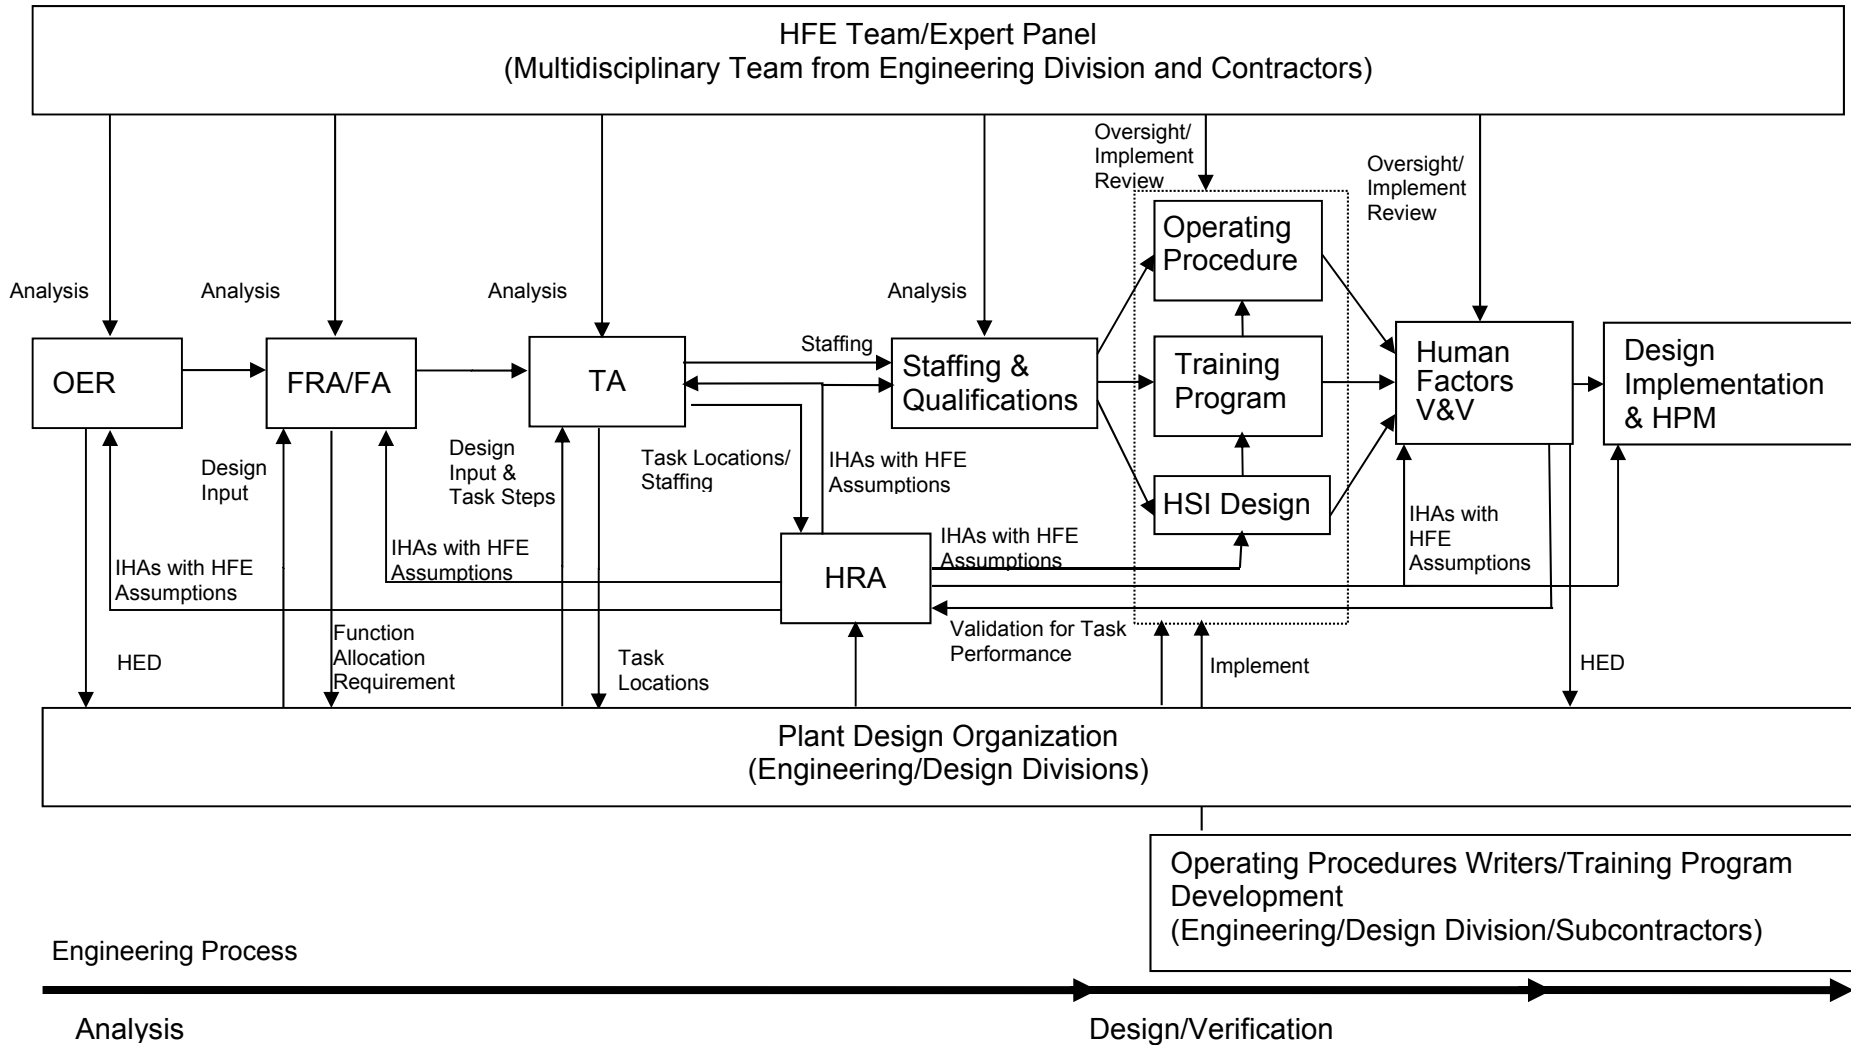 HFE Team/Expert Panel
(Multidisciplinary Team from Engineering Division and Contractors)
Oversight/
Implement
Review
Oversight/
Implement
Review
Analysis
Analysis
Analysis
Analysis
OER
FRA/FA
TA
Staffing
Staffing &
Qualifications
Operating
Procedure
Training
Program
HSI Design
Human
Factors
V&V
Design
Implementation
& HPM
Design
Input
Design
Input &
Task Steps
Task Locations/
Staffing
IHAs with HFE
Assumptions
IHAs with HFE
Assumptions
IHAs with HFE
Assumptions
HRA
IHAs with HFE
Assumptions
IHAs with
HFE
Assumptions
HED
Function
Allocation
Requirement
Task
Locations
Validation for Task
Performance
Implement
HED
Plant Design Organization
(Engineering/Design Divisions)
Operating Procedures Writers/Training Program
Development
(Engineering/Design Division/Subcontractors)
Engineering Process
Analysis
Design/Verification